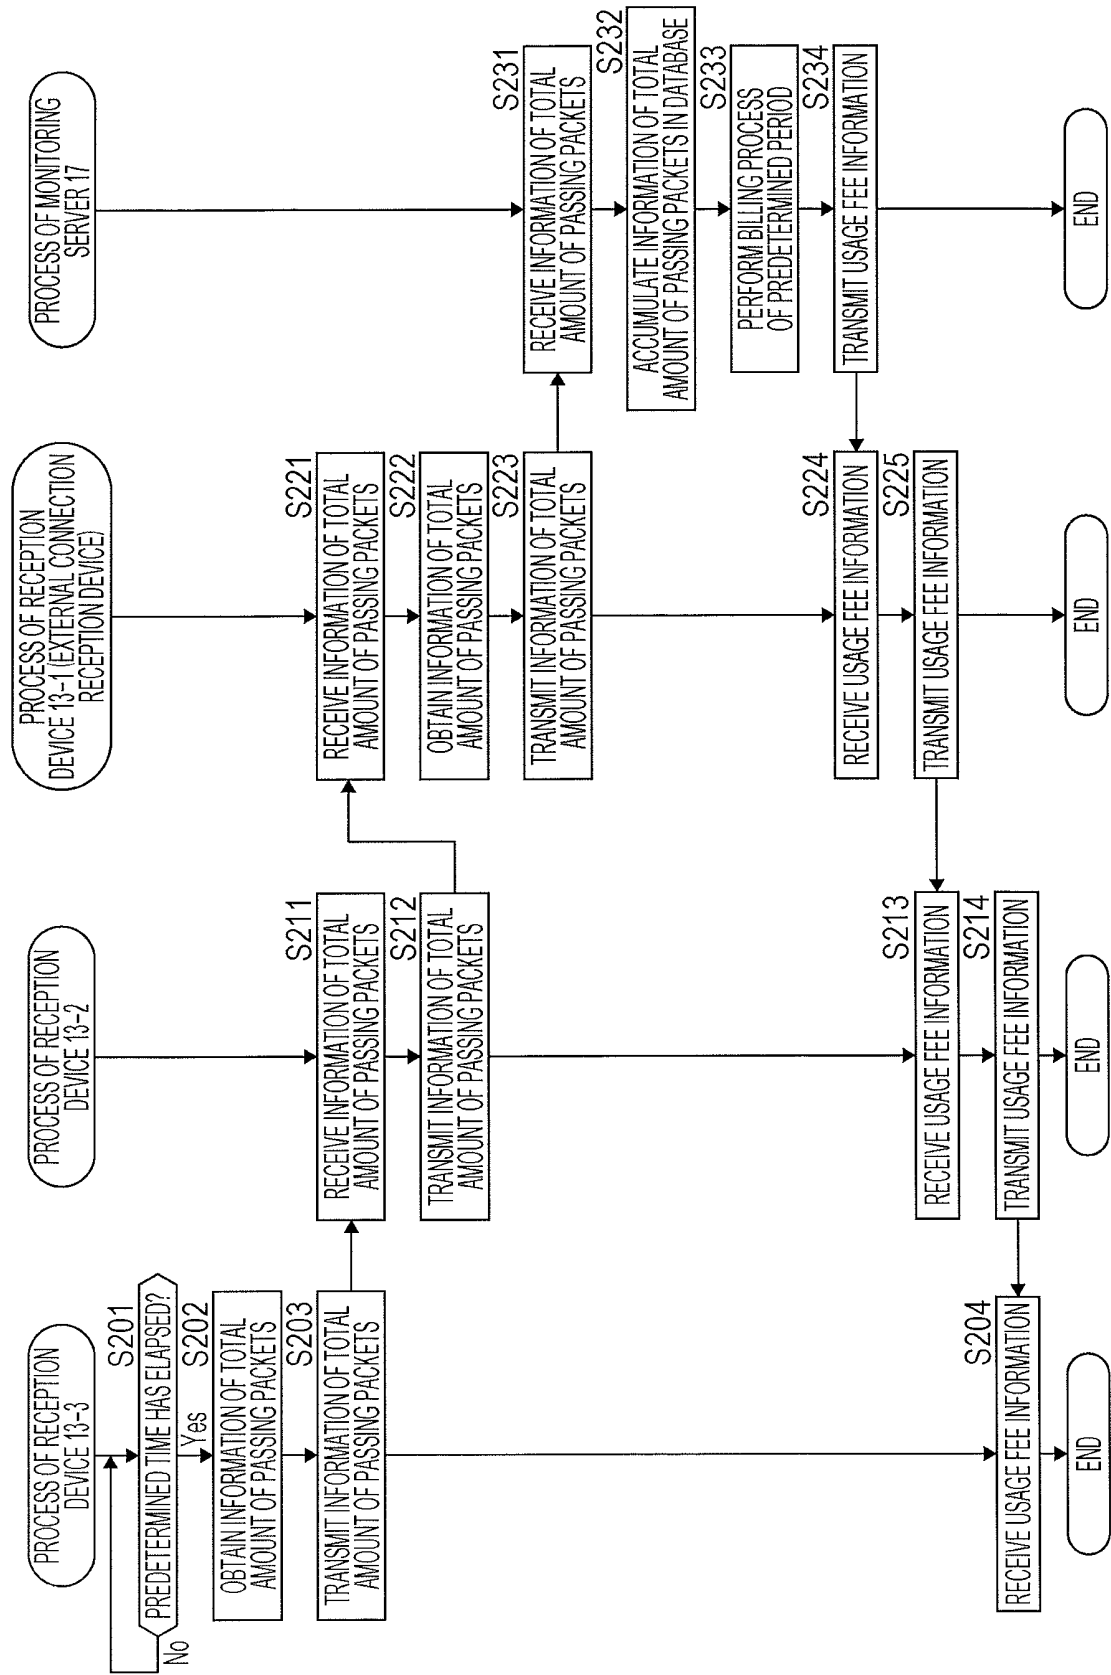 PROCESS OF RECEPTION
DEVICE 13-3
S201
PREDETERMINED TIME HAS ELAPSED?
No
Yes
S202
OBTAIN INFORMATION OF TOTAL
AMOUNT OF PASSING PACKETS
S203
TRANSMIT INFORMATION OF TOTAL
AMOUNT OF PASSING PACKETS
S204
RECEIVE USAGE FEE INFORMATION
END
PROCESS OF RECEPTION
DEVICE 13-2
S211
RECEIVE INFORMATION OF TOTAL
AMOUNT OF PASSING PACKETS
S212
TRANSMIT INFORMATION OF TOTAL
AMOUNT OF PASSING PACKETS
S213
RECEIVE USAGE FEE INFORMATION
S214
TRANSMIT USAGE FEE INFORMATION
END
PROCESS OF RECEPTION
DEVICE 13-1 (EXTERNAL CONNECTION
RECEPTION DEVICE)
S221
RECEIVE INFORMATION OF TOTAL
AMOUNT OF PASSING PACKETS
S222
OBTAIN INFORMATION OF TOTAL
AMOUNT OF PASSING PACKETS
S223
TRANSMIT INFORMATION OF TOTAL
AMOUNT OF PASSING PACKETS
S224
RECEIVE USAGE FEE INFORMATION
S225
TRANSMIT USAGE FEE INFORMATION
END
PROCESS OF MONITORING
SERVER 17
S231
RECEIVE INFORMATION OF TOTAL
AMOUNT OF PASSING PACKETS
S232
ACCUMULATE INFORMATION OF TOTAL
AMOUNT OF PASSING PACKETS IN DATABASE
S233
PERFORM BILLING PROCESS
OF PREDETERMINED PERIOD
S234
TRANSMIT USAGE FEE INFORMATION
END